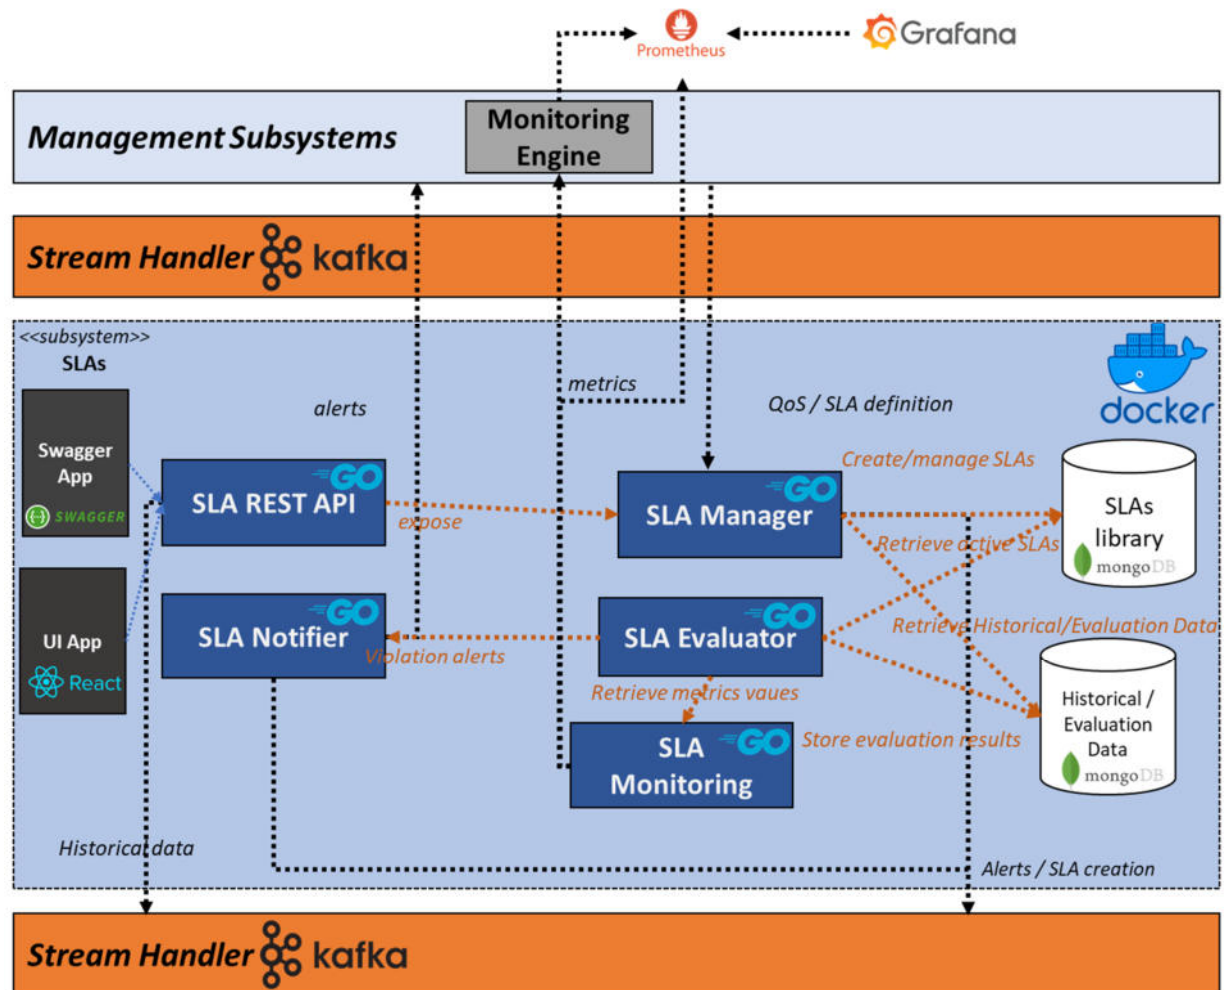 Prometheus
Grafana
Management Subsystems
Monitoring
Engine
Stream Handler kafka
<<subsystem>>
SLAs
docker
metrics
alerts
QoS / SLA definition
Swagger
App
SWAGGER
GO
SLA REST API
expose
GO
SLA Manager
Create/manage SLAs
Retrieve active SLAs
SLAs
library
mongoDB
UI App
React
GO
SLA Notifier
Violation alerts
GO
SLA Evaluator
Retrieve Historical/Evaluation Data
Retrieve metrics vaues
GO
SLA
Monitoring
Store evaluation results
Historical /
Evaluation
Data
mongoDB
Historical data
Alerts / SLA creation
Stream Handler kafka